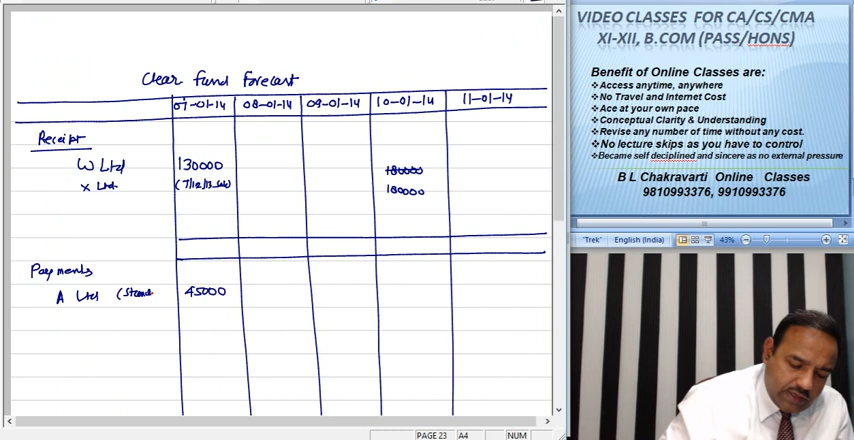 Clear Fund Forecast
07-01-14 08-01-14 09-01-14 10-01-14 11-01-14
Receipt
W Ltd 130000 180000
X Ltd (7/12/13 180000
Payments
A Ltd 45000
PAGE 23 A4 NUM
VIDEO CLASSES FOR CA/CS/CMA
XI-XII, B.COM (PASS/HONS)
Benefit of Online Classes are:
❖Access anytime, anywhere
❖No Travel and Internet Cost
❖Ace at your own pace
❖Conceptual Clarity & Understanding
❖Revise any number of time without any cost.
❖No lecture skips as you have to control
❖Became self deciplined and sincere as no external pressure
B L Chakravarti Online Classes
9810993376, 9910993376
'Trek' English (India) 43%